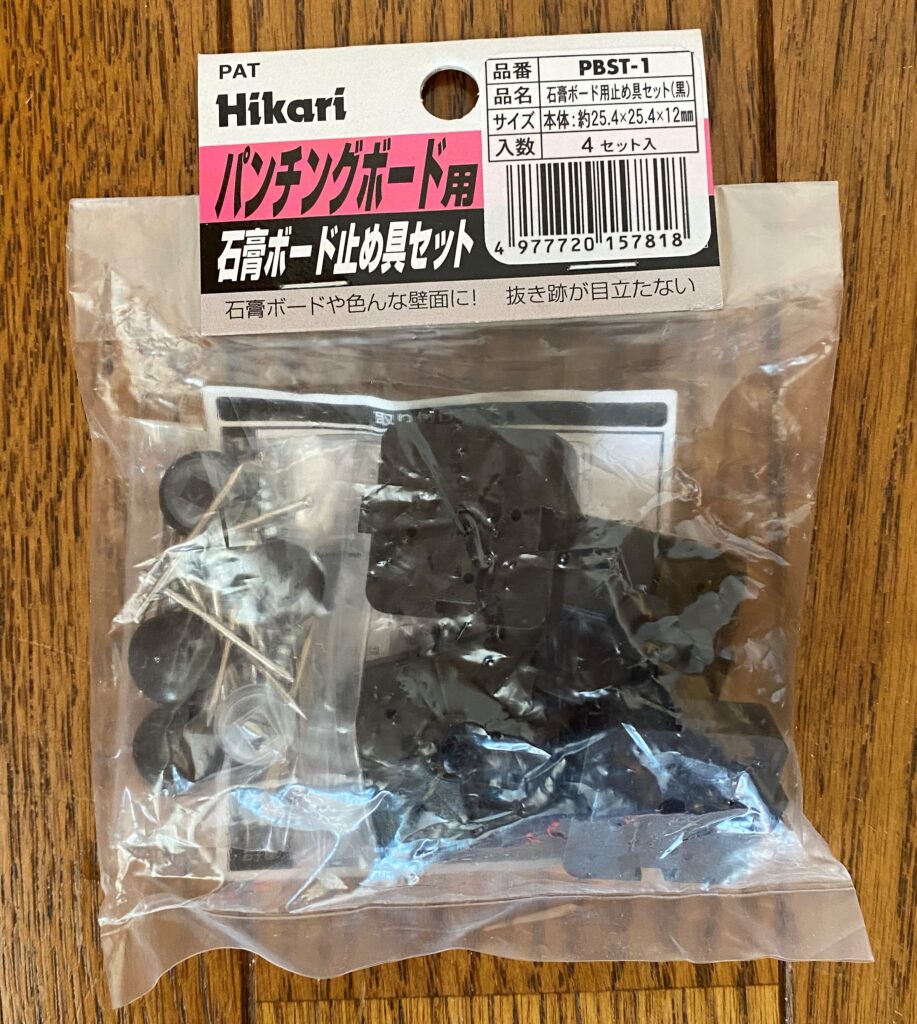 PAT
Hikari
パンチングボード用
石膏ボード止め具セット
石膏ボードや色んな壁面に! 抜き跡が目立たない
品番 PBST-1
品名 石膏ボード用止め具セット(黒)
サイズ 本体:約25.4×25.4×12mm
入数 4セット入
4 977720 157818